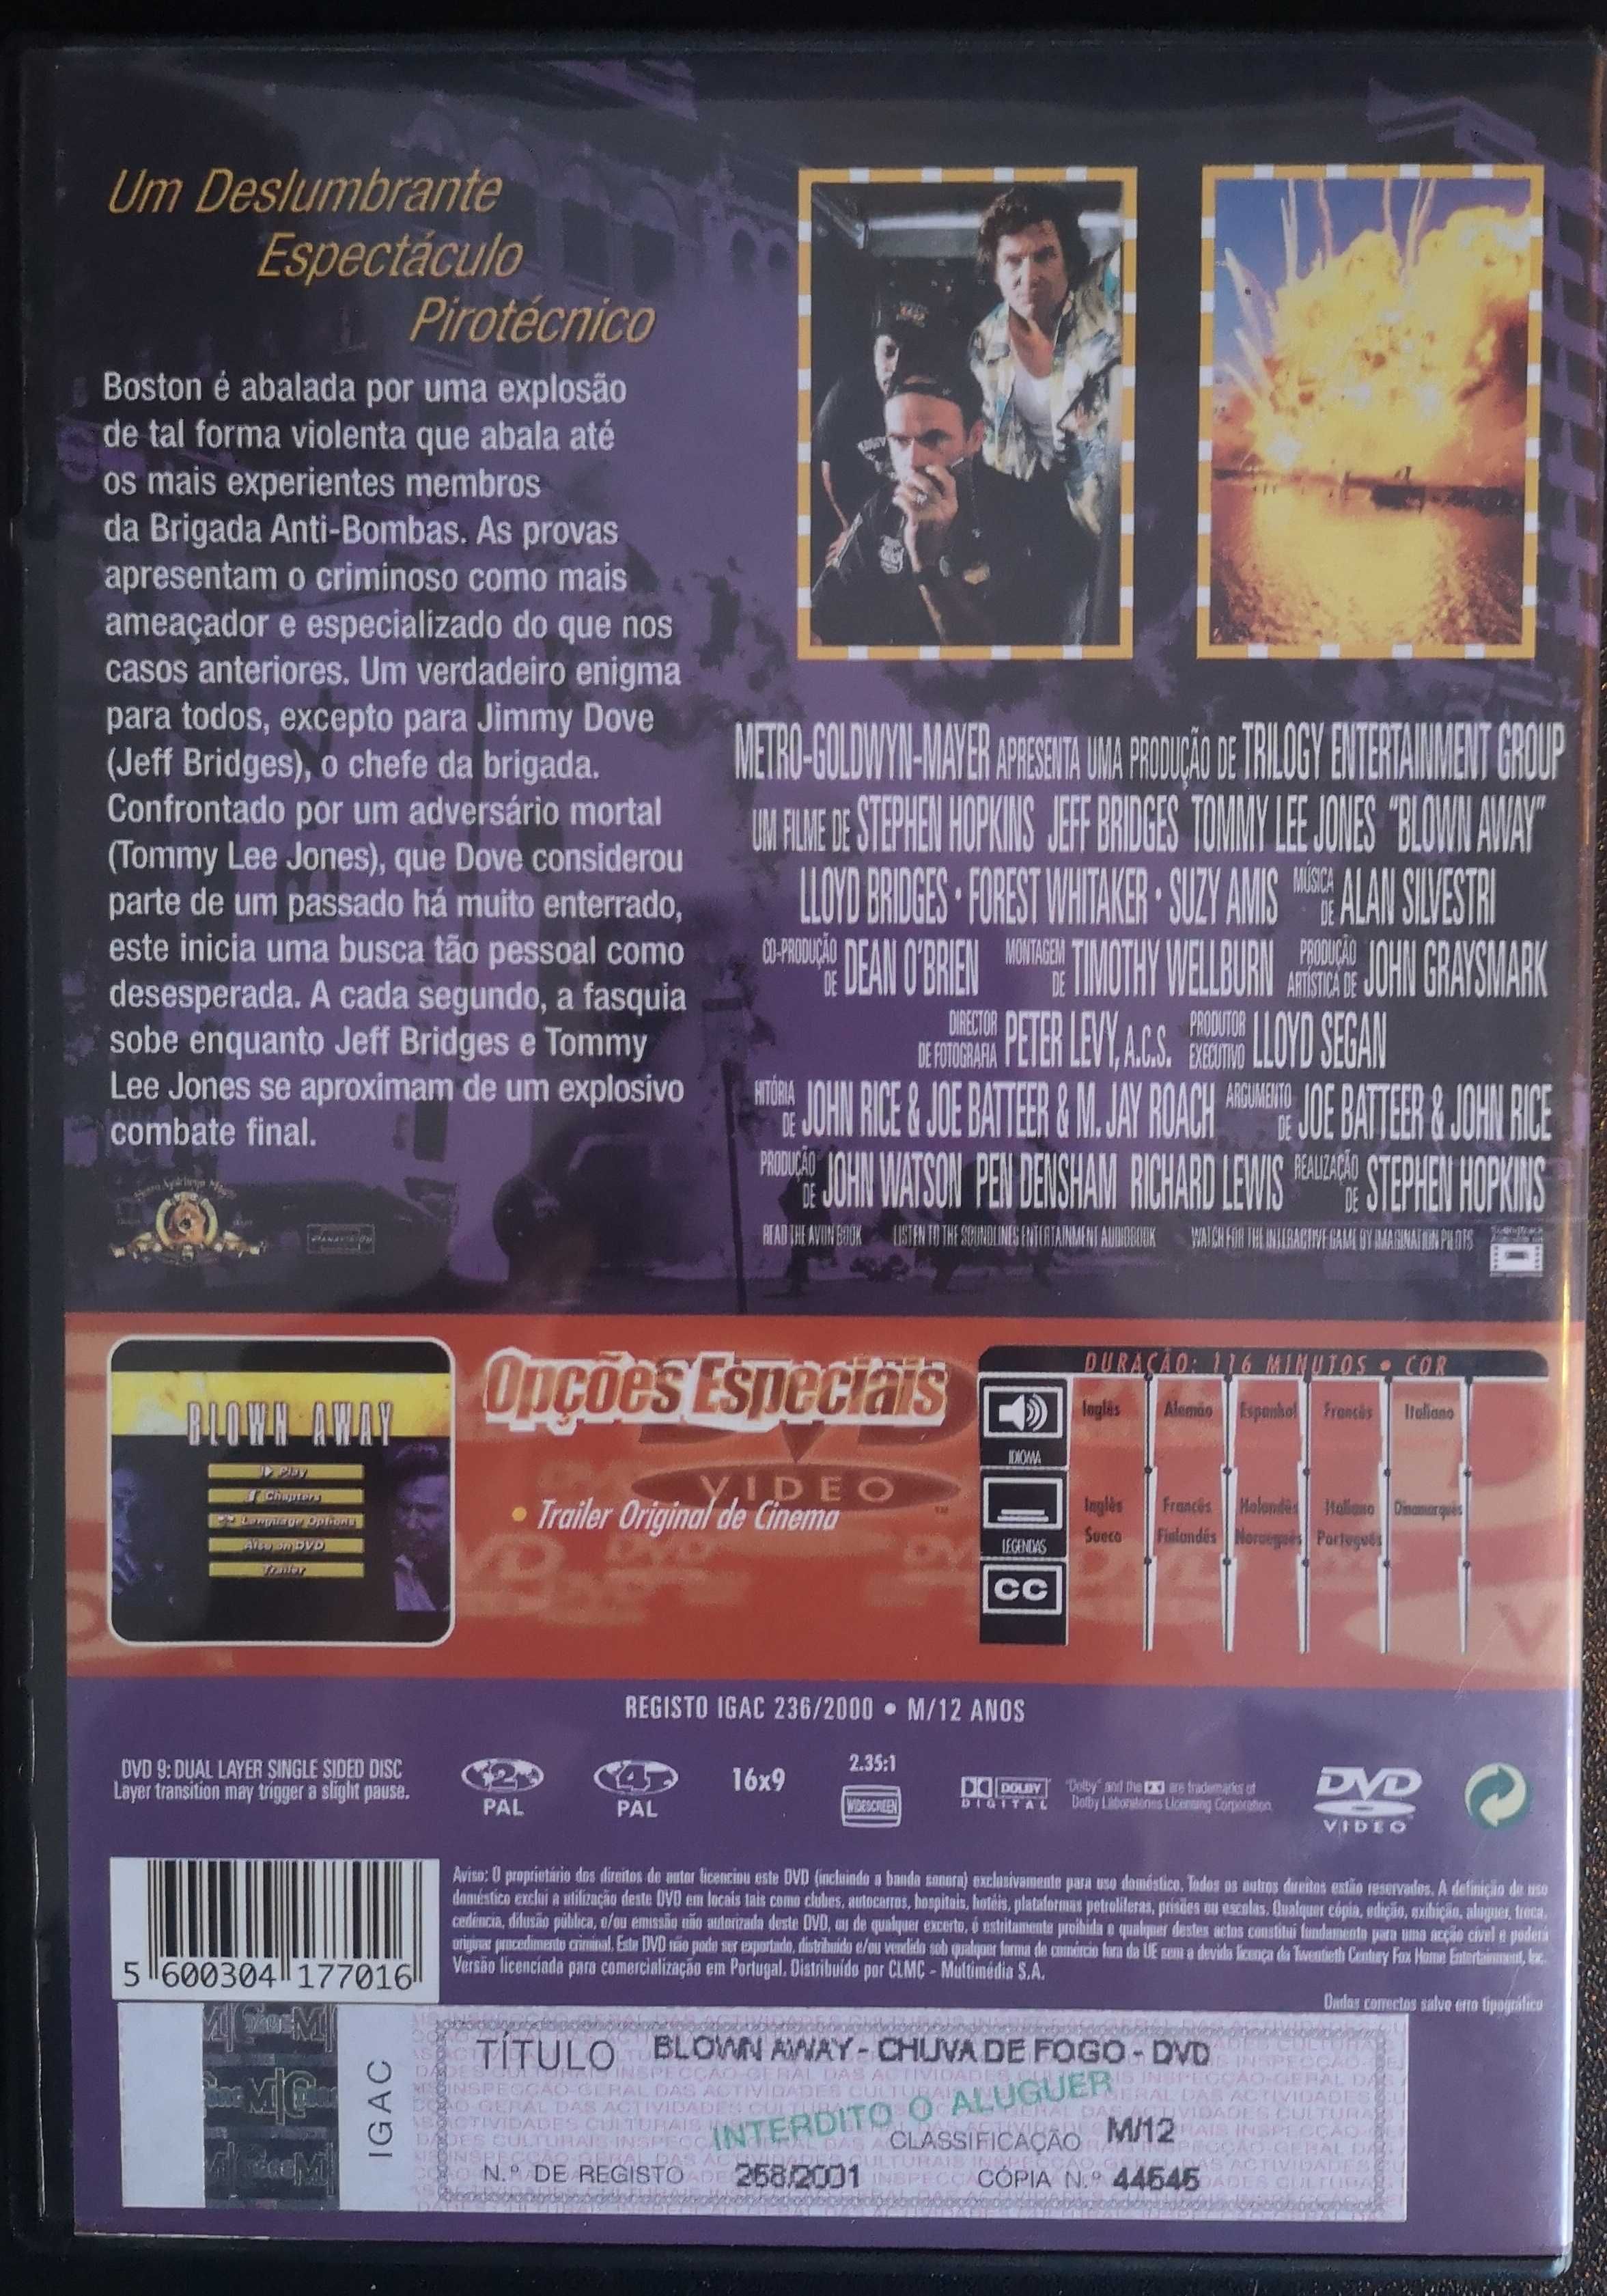 Um Deslumbrante
Espectáculo
Pirotécnico
Boston é abalada por uma explosão
de tal forma violenta que abala até
os mais experientes membros
da Brigada Anti-Bombas. As provas
apresentam o criminoso como mais
ameaçador e especializado do que nos
casos anteriores. Um verdadeiro enigma
para todos, excepto para Jimmy Dove
(Jeff Bridges), o chefe da brigada.
Confrontado por um adversário mortal
(Tommy Lee Jones), que Dove considerou
parte de um passado há muito enterrado,
este inicia uma busca tão pessoal como
desesperada. A cada segundo, a fasquia
sobe enquanto Jeff Bridges e Tommy
Lee Jones se aproximam de um explosivo
combate final.
METRO-GOLDWYN-MAYER APRESENTA UMA PRODUÇÃO DE TRILOGY ENTERTAINMENT GROUP
UM FILME DE STEPHEN HOPKINS JEFF BRIDGES TOMMY LEE JONES "BLOWN AWAY"
LLOYD BRIDGES • FOREST WHITAKER • SUZY AMIS MÚSICA DE ALAN SILVESTRI
CO-PRODUÇÃO DE DEAN O'BRIEN MONTAGEM DE TIMOTHY WELLBURN PRODUÇÃO ARTÍSTICA DE JOHN GRAYSMARK
DIRECTOR DE FOTOGRAFIA PETER LEVY, A.C.S. PRODUTOR EXECUTIVO LLOYD SEGAN
HITÓRIA DE JOHN RICE & JOE BATTEER & M. JAY ROACH ARGUMENTO DE JOE BATTEER & JOHN RICE
PRODUÇÃO DE JOHN WATSON PEN DENSHAM RICHARD LEWIS REALIZAÇÃO DE STEPHEN HOPKINS
READ THE AVON BOOK LISTEN TO THE SOUNDLINES ENTERTAINMENT AUDIOBOOK WATCH FOR THE INTERACTIVE GAME BY IMAGINATION PILOTS
BLOWN AWAY
Play
Chapters
Language Options
Also on DVD
Trailer
Opções Especiais
VIDEO
• Trailer Original de Cinema
DURAÇÃO: 116 MINUTOS • COR
IDIOMA
Inglês Alemão Espanhol Francês Italiano
LEGENDAS
Inglês Francês Holandês Italiano Dinamarquês
Sueco Finlandês Norueguês Português
CC
REGISTO IGAC 236/2000 • M/12 ANOS
DVD 9: DUAL LAYER SINGLE SIDED DISC
Layer transition may trigger a slight pause.
2 PAL
4 PAL
16x9
2.35:1
WIDESCREEN
DOLBY DIGITAL
"Dolby" and the are trademarks of
Dolby Laboratories Licensing Corporation.
DVD VIDEO
Aviso: O proprietário dos direitos de autor licenciou este DVD (incluindo a banda sonora) exclusivamente para uso doméstico. Todos os outros direitos estão reservados. A definição de uso
doméstico exclui a utilização deste DVD em locais tais como clubes, autocarros, hospitais, hotéis, plataformas petrolíferas, prisões ou escolas. Qualquer cópia, edição, exibição, aluguer, troca,
cedência, difusão pública, e/ou emissão não autorizada deste DVD, ou de qualquer excerto, é estritamente proibida e qualquer destes actos constitui fundamento para uma acção cível e poderá
originar procedimento criminal. Este DVD não pode ser exportado, distribuído e/ou vendido sob qualquer forma de comércio fora da UE sem a devida licença da Twentieth Century Fox Home Entertainment, Inc.
Versão licenciada para comercialização em Portugal. Distribuído por CLMC - Multimédia S.A.
Dados correctos salvo erro tipográfico
5 600304 177016
IGAC
TÍTULO BLOWN AWAY - CHUVA DE FOGO - DVD
INTERDITO O ALUGUER
CLASSIFICAÇÃO M/12
N.º DE REGISTO 258/2001 CÓPIA N.º 44545